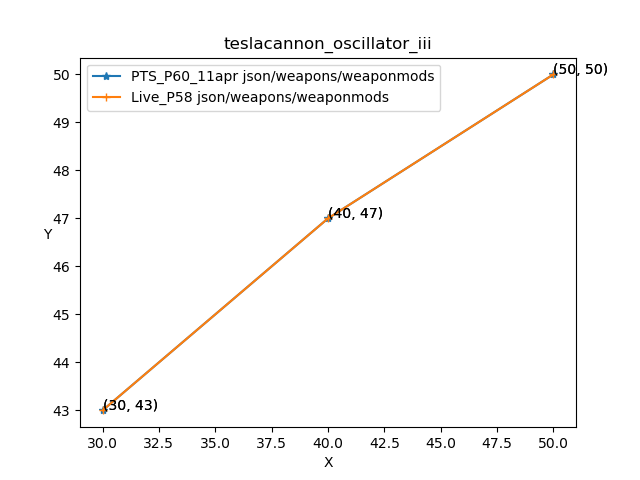 teslacannon_oscillator_iii
PTS_P60_11apr json/weapons/weaponmods
Live_P58 json/weapons/weaponmods
(50, 50)
(40, 47)
(30, 43)
50
49
48
47
46
45
44
43
Y
30.0 32.5 35.0 37.5 40.0 42.5 45.0 47.5 50.0
X